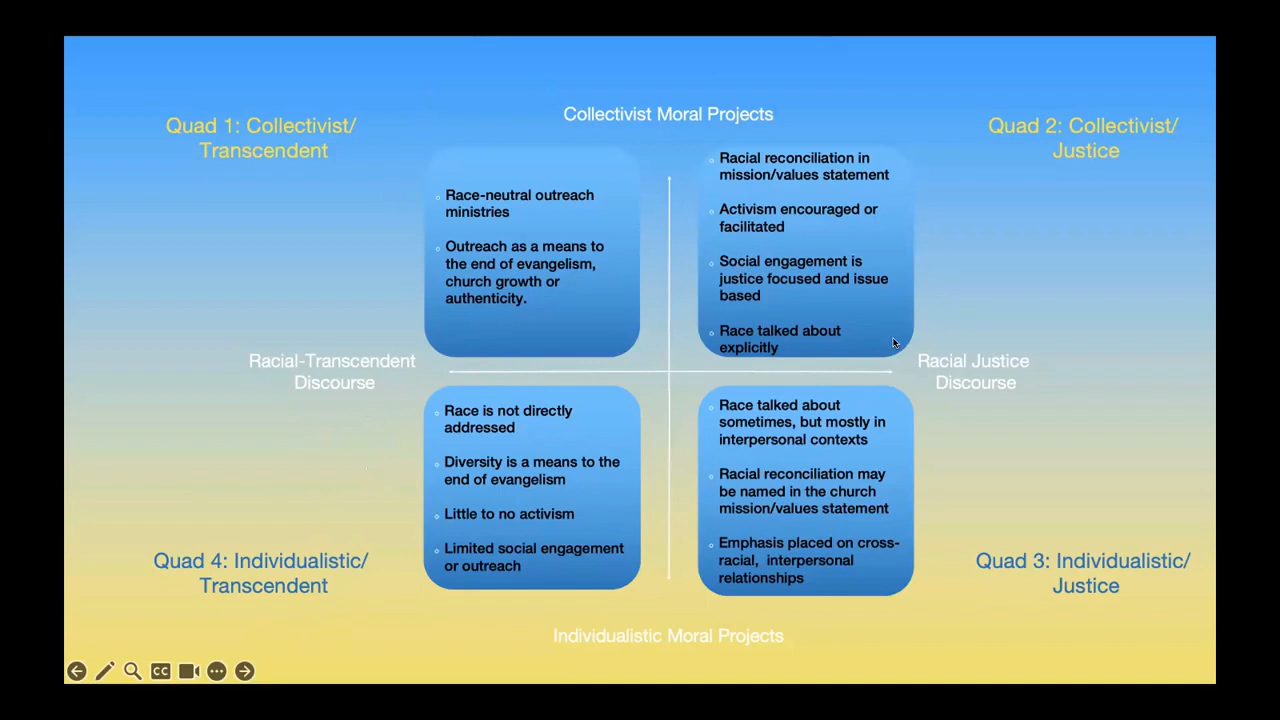 Collectivist Moral Projects
Quad 1: Collectivist/
Transcendent
Quad 2: Collectivist/
Justice
Race-neutral outreach
ministries
Outreach as a means to
the end of evangelism,
church growth or
authenticity.
Racial reconciliation in
mission/values statement
Activism encouraged or
facilitated
Social engagement is
justice focused and issue
based
Race talked about
explicitly
Racial-Transcendent
Discourse
Racial Justice
Discourse
Race is not directly
addressed
Diversity is a means to the
end of evangelism
Little to no activism
Limited social engagement
or outreach
Race talked about
sometimes, but mostly in
interpersonal contexts
Racial reconciliation may
be named in the church
mission/values statement
Emphasis placed on cross-
racial, interpersonal
relationships
Quad 4: Individualistic/
Transcendent
Quad 3: Individualistic/
Justice
Individualistic Moral Projects
CC